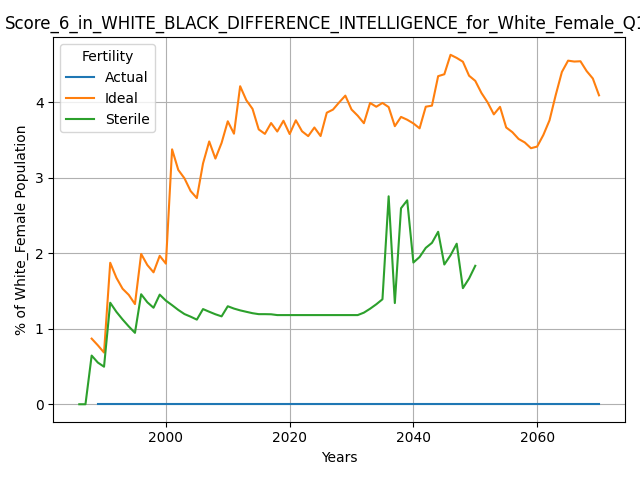 Score_6_in_WHITE_BLACK_DIFFERENCE_INTELLIGENCE_for_White_Female_Q1
Fertility
Actual
Ideal
Sterile
% of White_Female Population
4
3
2
1
0
2000 2020 2040 2060
Years